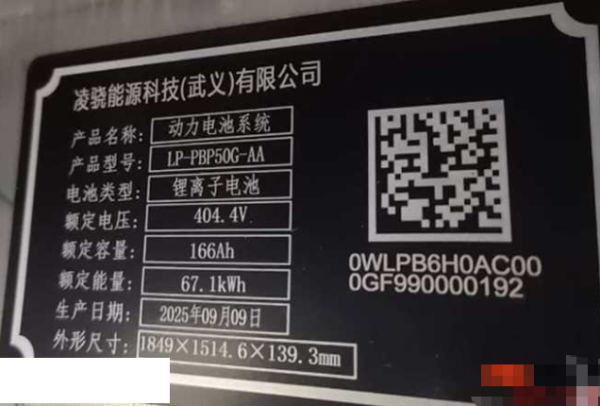 凌骁能源科技(武义)有限公司
产品名称: 动力电池系统
产品型号: LP-PBP50G-AA
电池类型: 锂离子电池
额定电压: 404.4V
额定容量: 166Ah
额定能量: 67.1kWh
生产日期: 2025年09月09日
外形尺寸: 1849×1514.6×139.3mm
0WLPB6H0AC00
0GF990000192